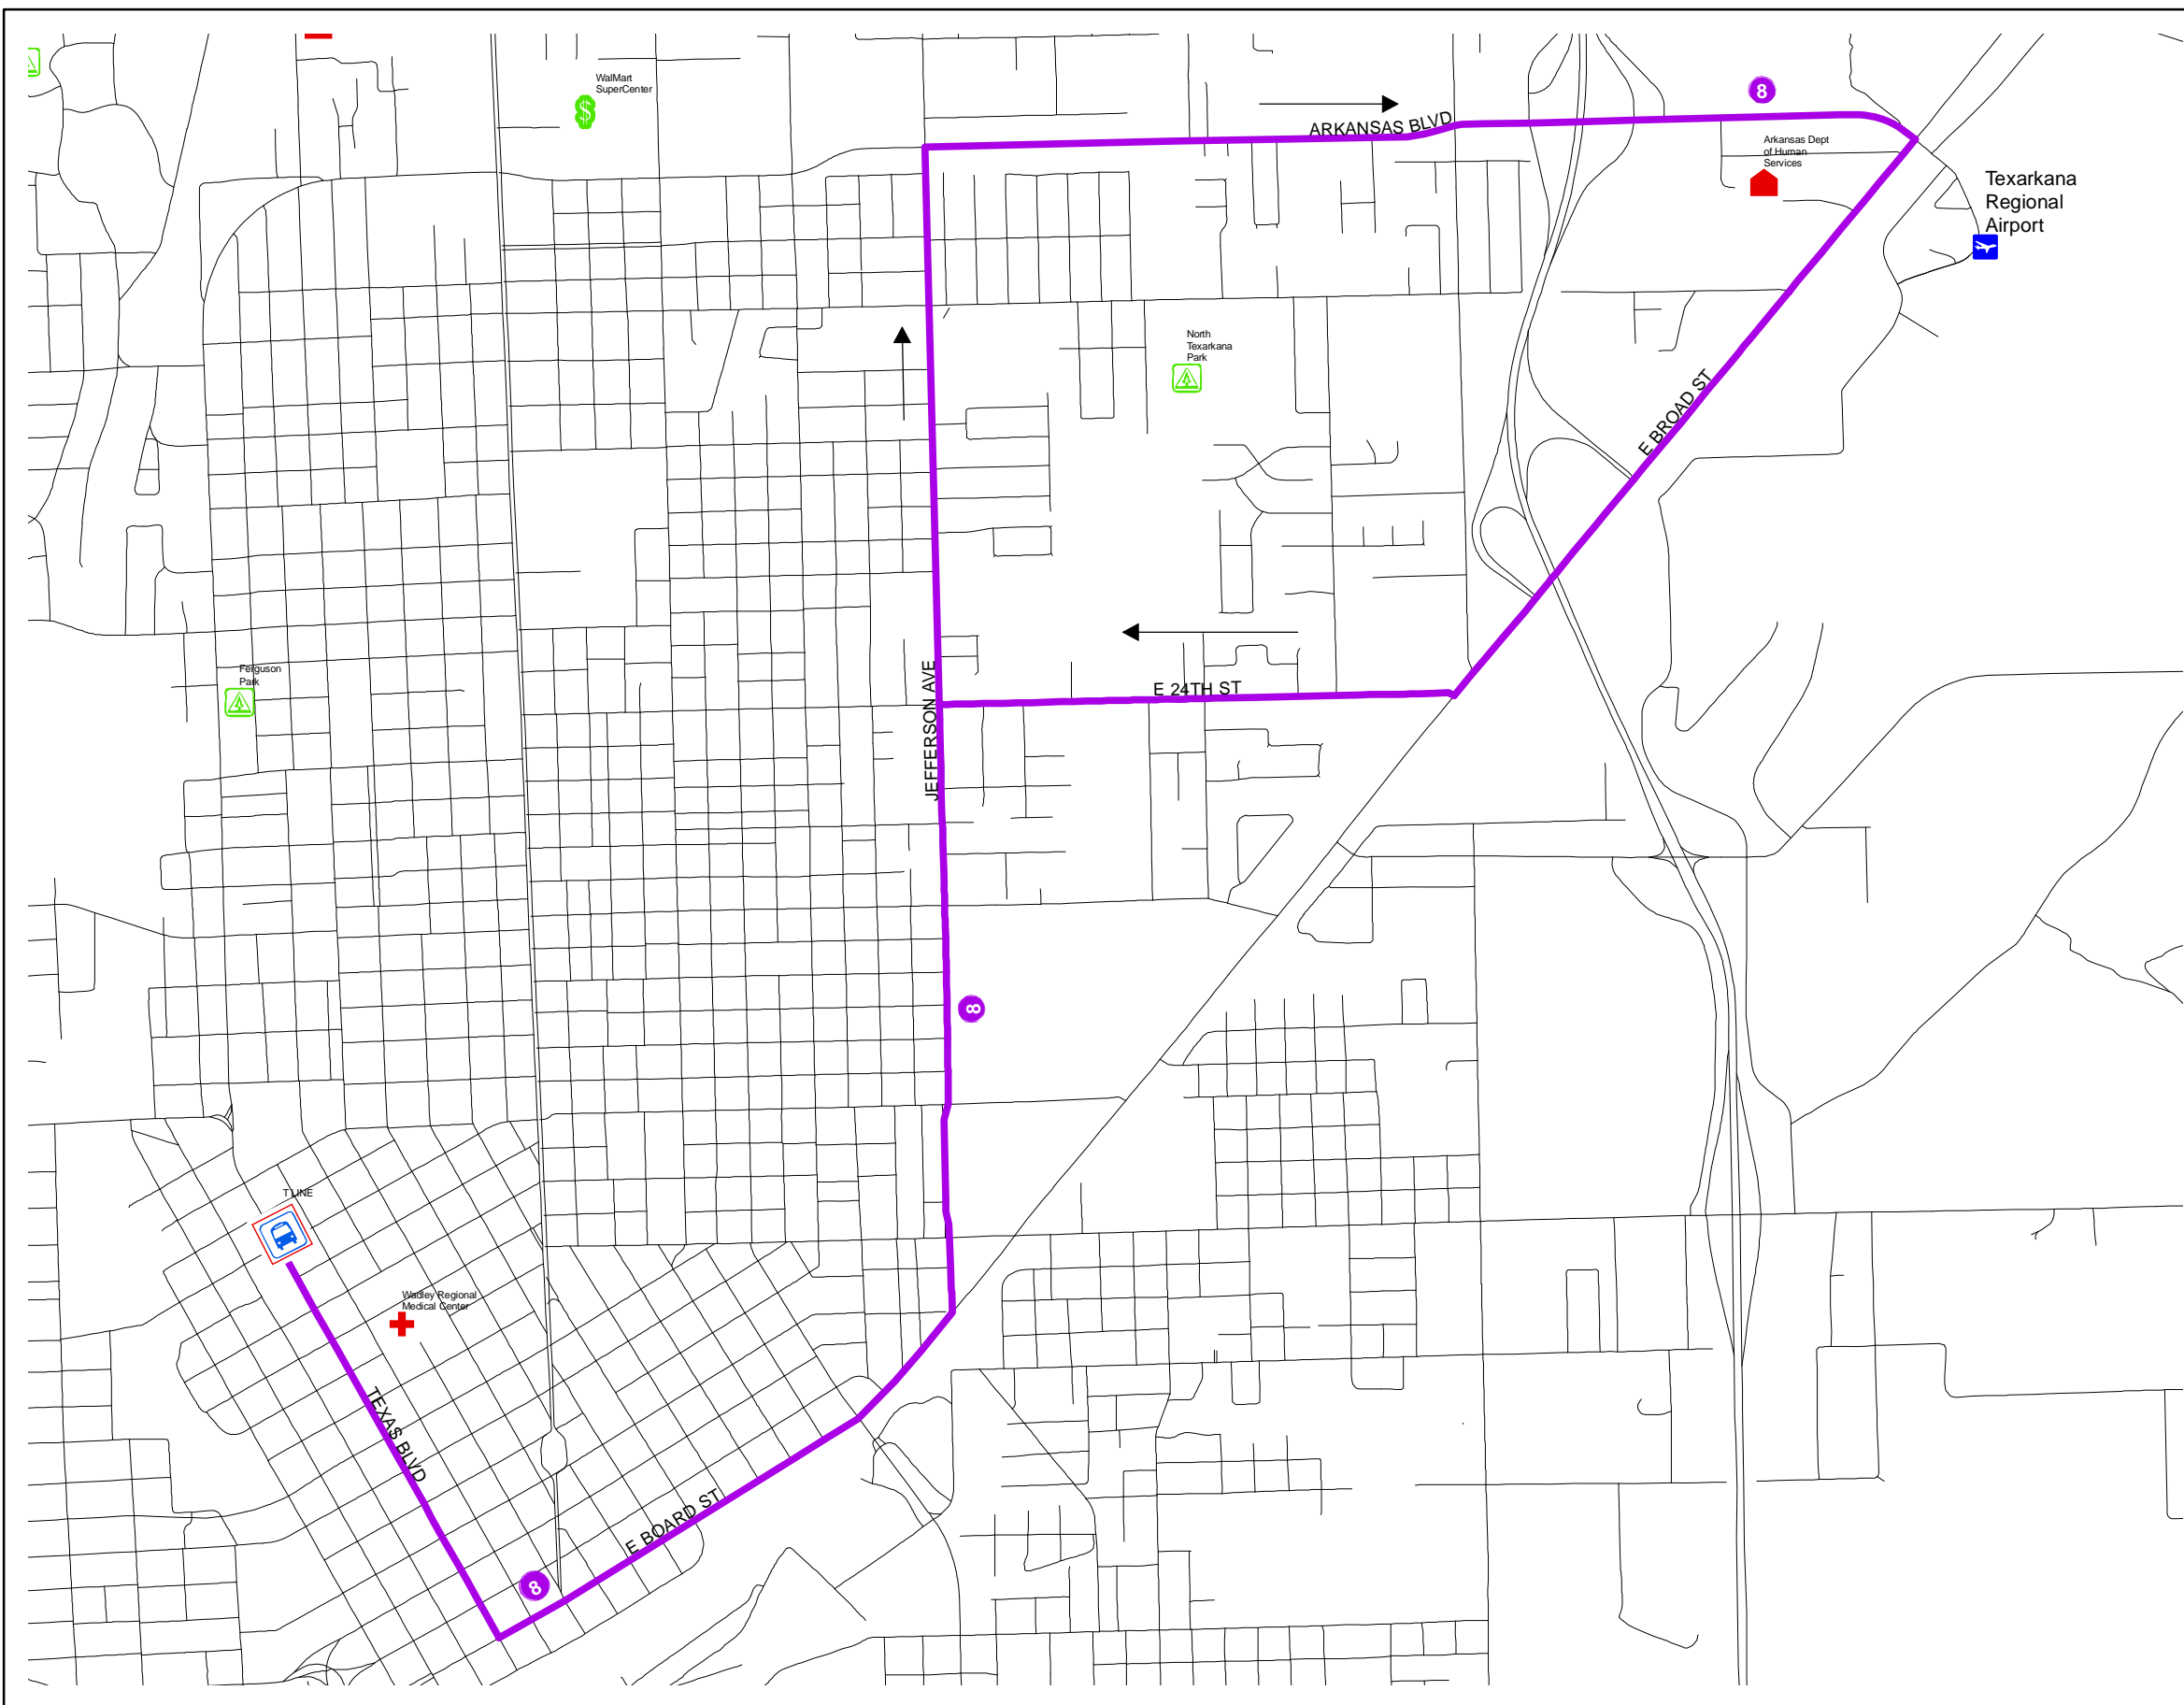 WalMart
SuperCenter
$
8
ARKANSAS BLVD
Arkansas Dept
of Human
Services
Texarkana
Regional
Airport
North
Texarkana
Park
E BROAD ST
Ferguson
Park
JEFFERSON AVE
E 24TH ST
8
T LINE
Wadley Regional
Medical Center
TEXAS BLVD
E BOARD ST
8